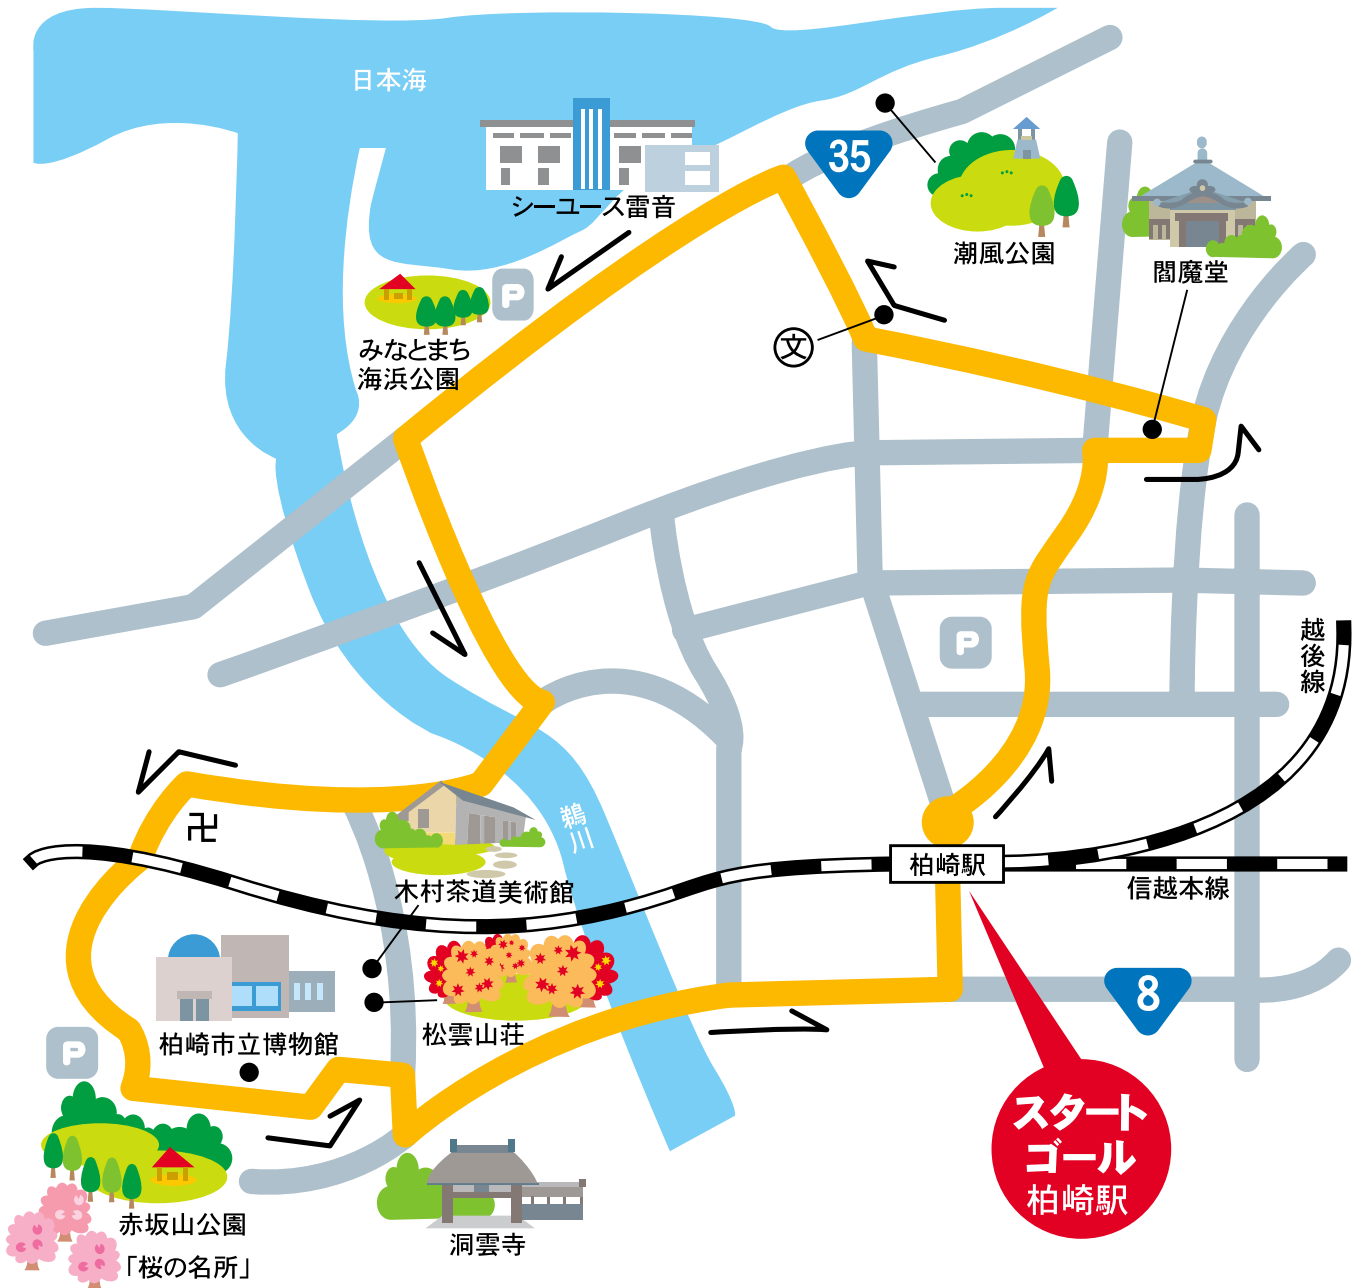 日本海
シーユース雷音
35
潮風公園
閻魔堂
P
みなとまち
海浜公園
文
P
越後線
鵜川
卍
柏崎駅
信越本線
木村茶道美術館
8
松雲山荘
柏崎市立博物館
P
スタート
ゴール
柏崎駅
赤坂山公園
「桜の名所」
洞雲寺